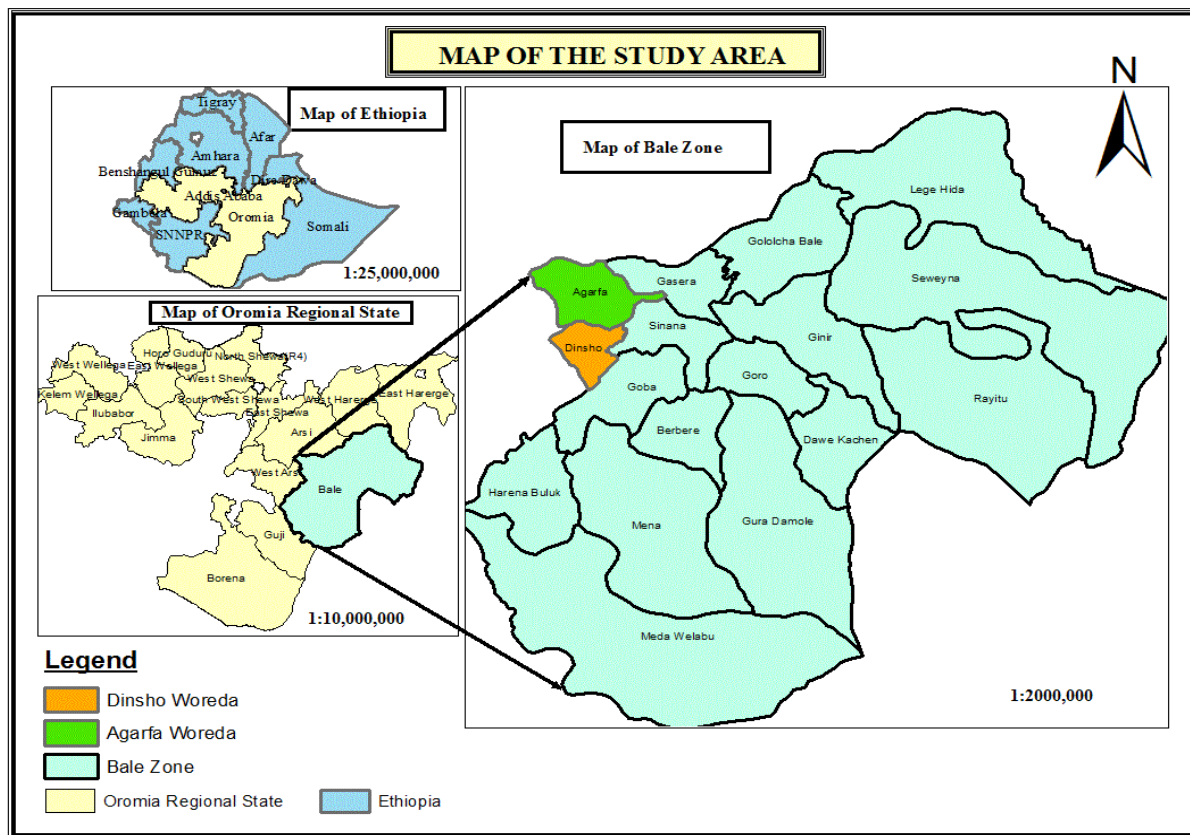 MAP OF THE STUDY AREA
N
Map of Ethiopia
Tigray
Afar
Amhara
Benshangul Gumuz
Dire Dawa
Addis Ababa
Gambela
Oromia
SNNPR
Somali
1:25,000,000
Map of Oromia Regional State
Horo Guduru
North Shewa(R4)
West Wellega
East Wellega
West Shewa
Kelem Wellega
South West Shewa
West Harerge
East Harerge
Ilubabor
East Shewa
Jimma
Arsi
West Ars
Bale
Guji
Borena
1:10,000,000
Map of Bale Zone
Lege Hida
Gololcha Bale
Seweyna
Gasera
Agarfa
Sinana
Ginir
Dinsho
Goba
Goro
Rayitu
Berbere
Dawe Kachen
Harena Buluk
Mena
Gura Damole
Meda Welabu
1:2000,000
Legend
Dinsho Woreda
Agarfa Woreda
Bale Zone
Oromia Regional State
Ethiopia